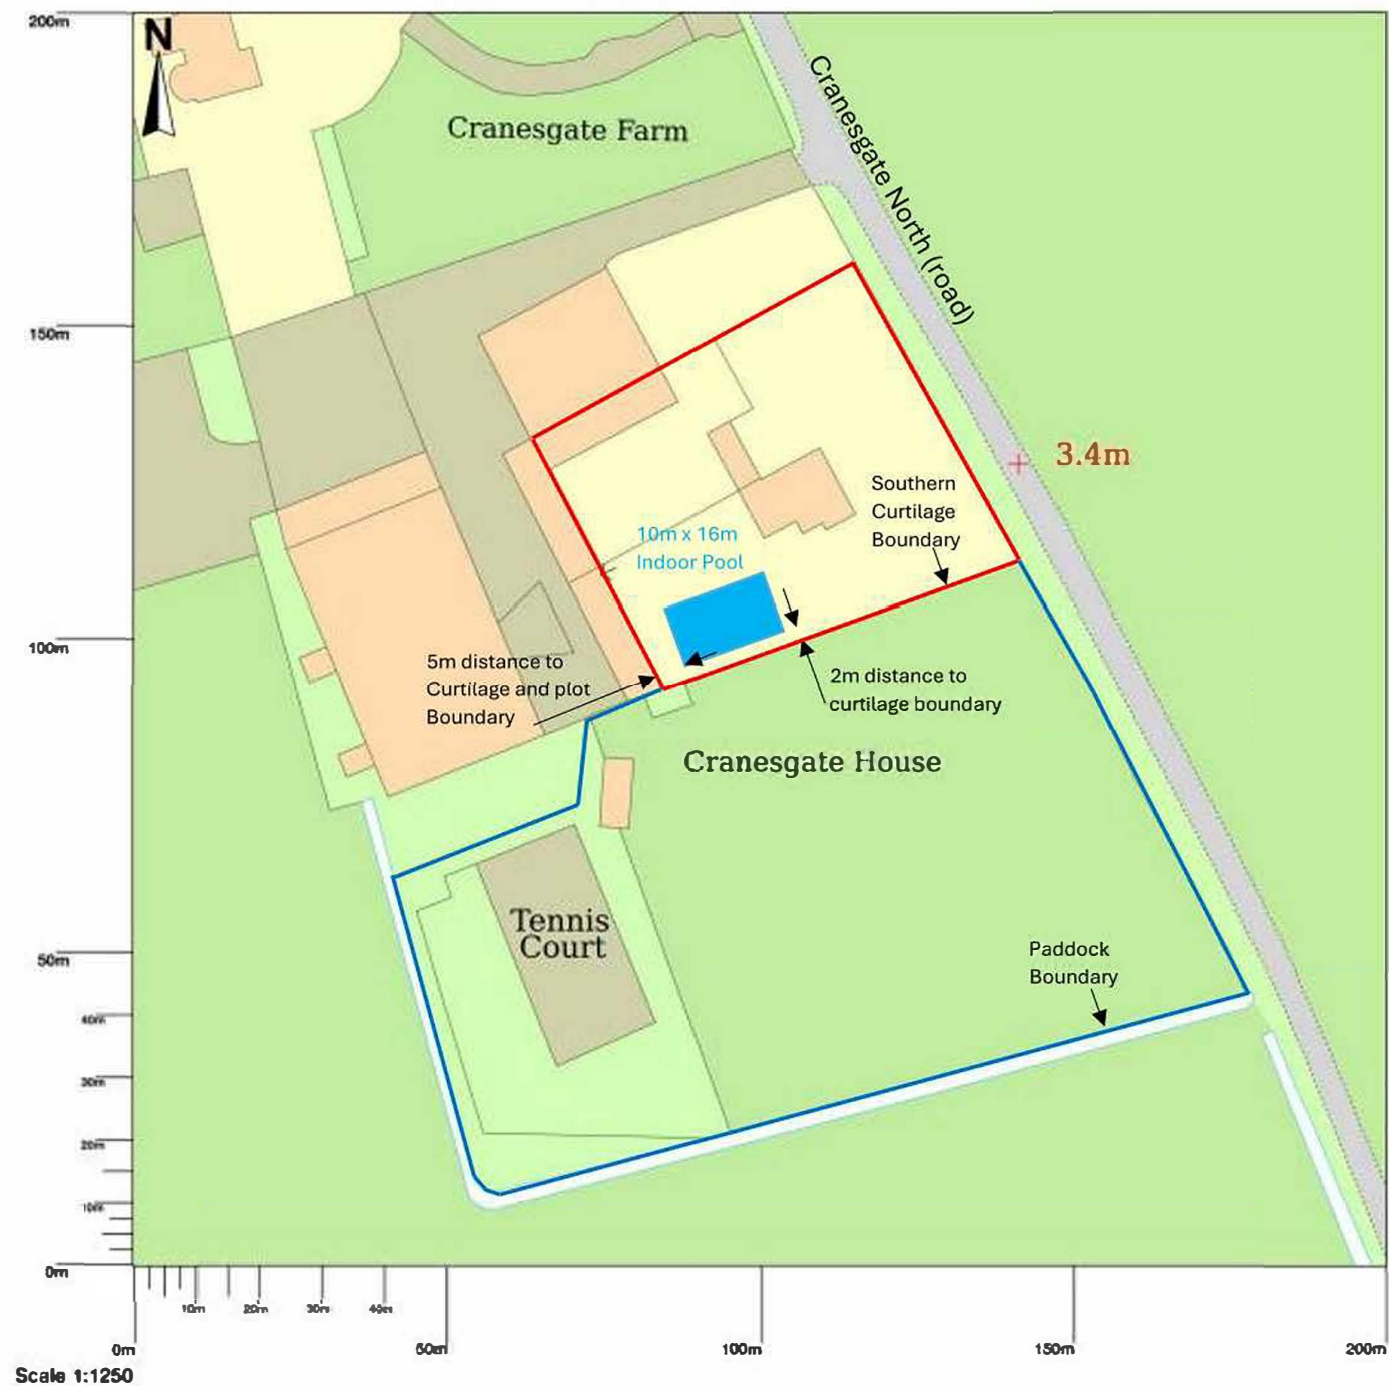 200m
N
Cranesgate Farm
Cranesgate North (road)
150m
3.4m
Southern
Curtilage
Boundary
10m x 16m
Indoor Pool
100m
5m distance to
Curtilage and plot
Boundary
2m distance to
curtilage boundary
Cranesgate House
Tennis
Court
Paddock
Boundary
50m
40m
30m
20m
10m
0m
10m
20m
30m
40m
0m
50m
100m
150m
200m
Scale 1:1250